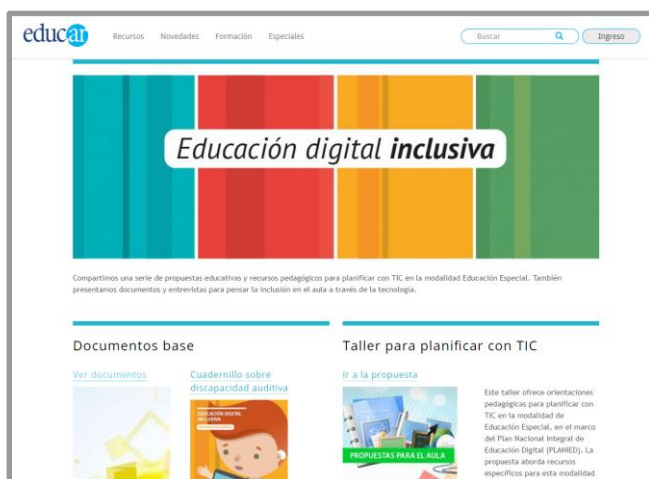 educar
Recursos Novedades Formación Especiales Buscar Ingreso
Educación digital inclusiva
Compartimos una serie de propuestas educativas y recursos pedagógicos para planificar con TIC en la modalidad Educación Especial. También
presentamos documentos y entrevistas para pensar la inclusión en el aula a través de la tecnología.
Documentos base
Ver documentos
Cuadernillo sobre
discapacidad auditiva
EDUCACIÓN DIGITAL
INCLUSIVA
Taller para planificar con TIC
Ir a la propuesta
PROPUESTAS PARA EL AULA
Este taller ofrece orientaciones
pedagógicas para planificar con
TIC en la modalidad de
Educación Especial, en el marco
del Plan Nacional Integral de
Educación Digital (PLANIED). La
propuesta aborda recursos
específicos para esta modalidad